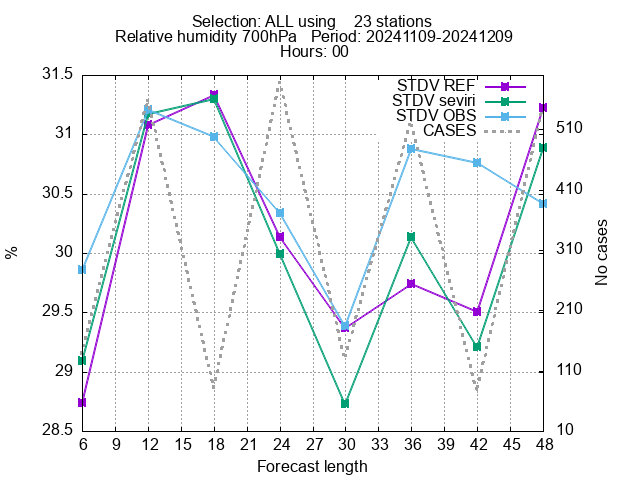 Selection: ALL using    23 stations
Relative humidity 700hPa   Period: 20241109-20241209
Hours: 00
STDV REF
STDV seviri
STDV OBS
CASES
31.5
31
30.5
30
29.5
29
28.5
%
510
410
310
210
110
10
No cases
6 9 12 15 18 21 24 27 30 33 36 39 42 45 48
Forecast length